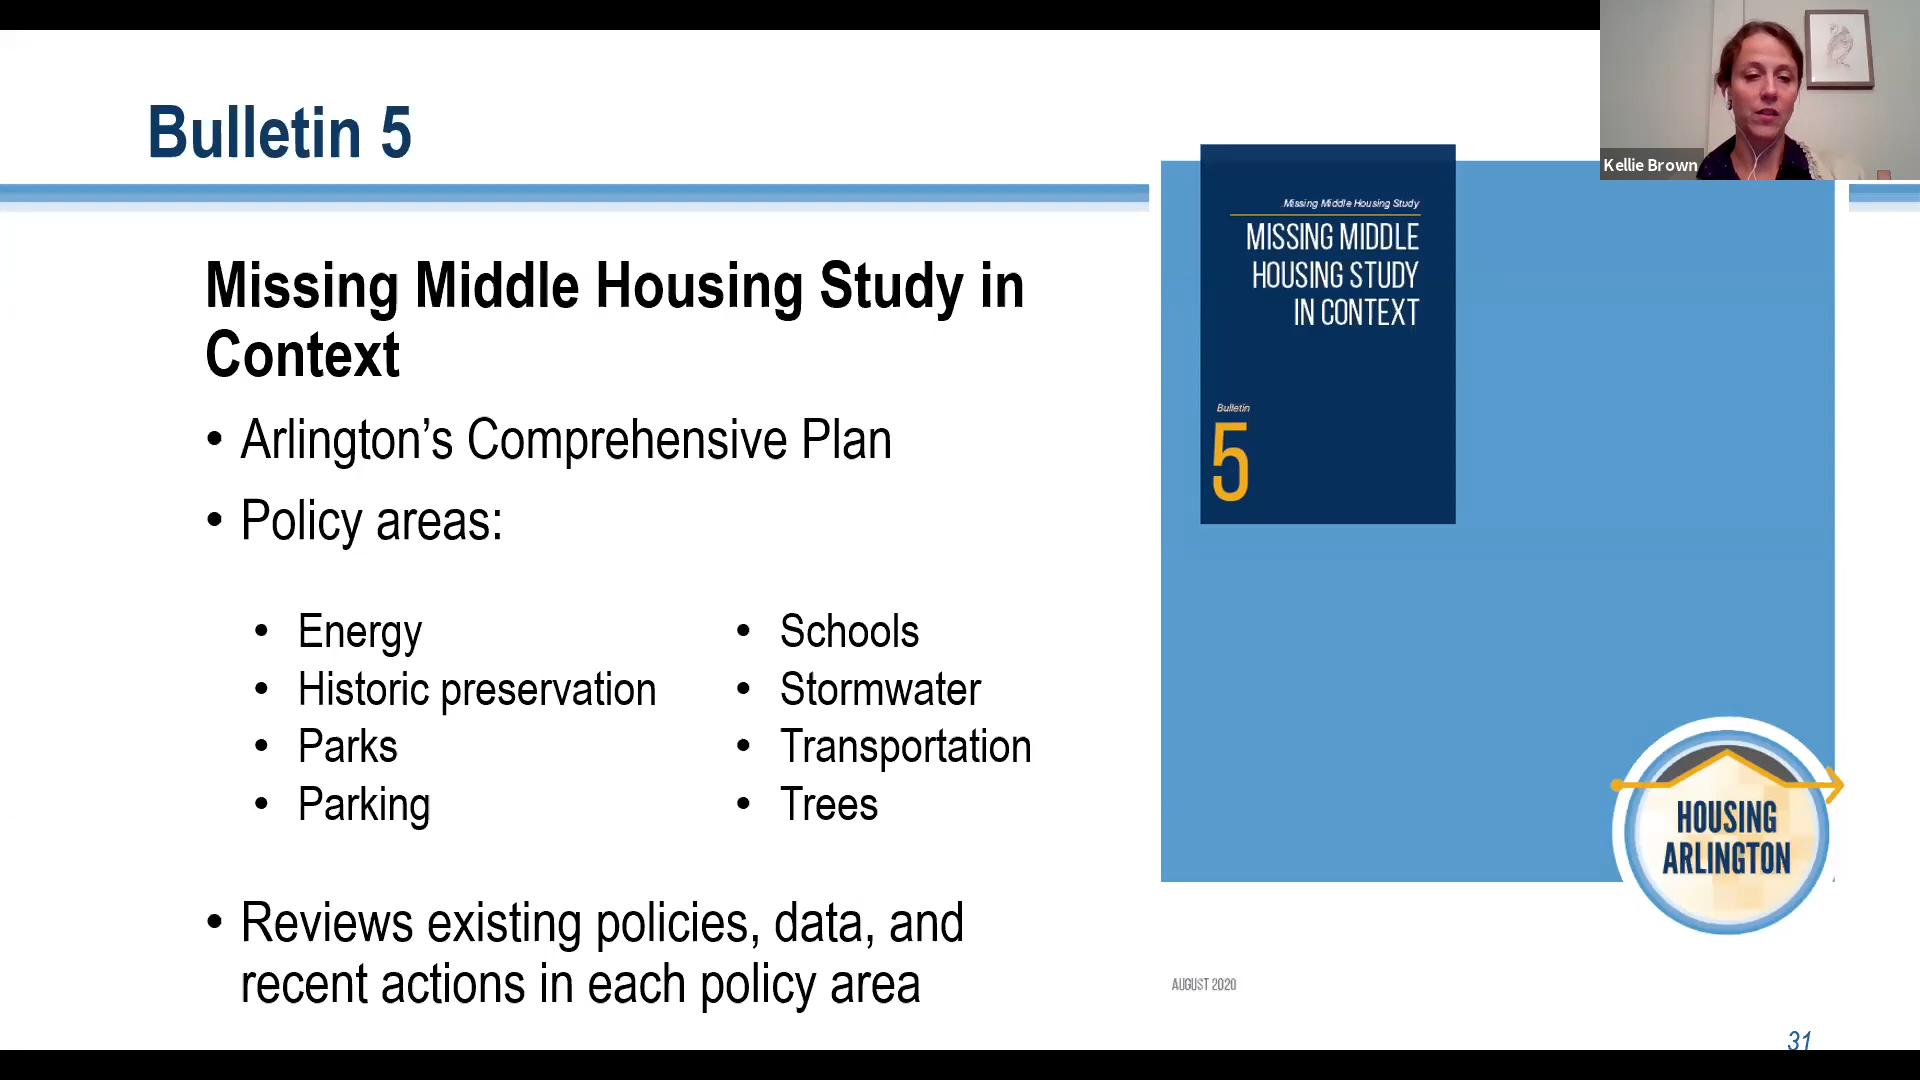 Bulletin 5
Kellie Brown
Missing Middle Housing Study in
Context
• Arlington’s Comprehensive Plan
• Policy areas:
• Energy
• Historic preservation
• Parks
• Parking
• Schools
• Stormwater
• Transportation
• Trees
• Reviews existing policies, data, and
recent actions in each policy area
Missing Middle Housing Study
MISSING MIDDLE
HOUSING STUDY
IN CONTEXT
Bulletin
5
HOUSING
ARLINGTON
AUGUST 2020
31